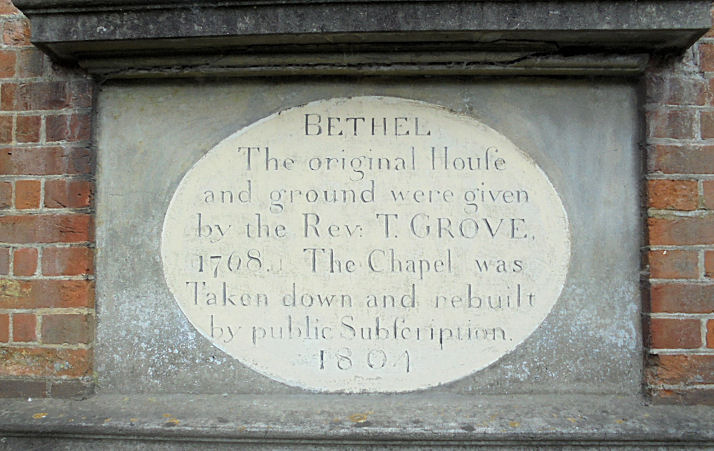 BETHEL
The original Houſe
and ground were given
by the Rev: T. GROVE.
1768. The Chapel was
Taken down and rebuilt
by public Subſcription.
1804